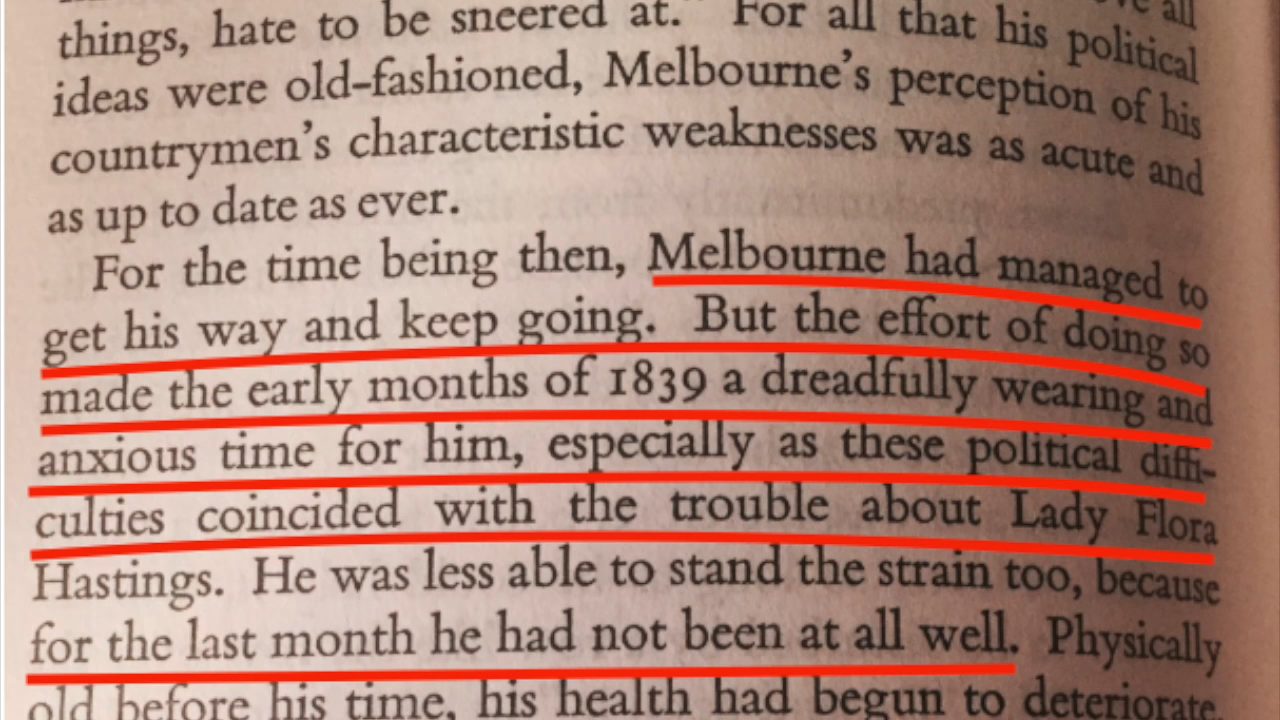 all
things, hate to be sneered at." For all that his political
ideas were old-fashioned, Melbourne's perception of his
countrymen's characteristic weaknesses was as acute and
as up to date as ever.
For the time being then, Melbourne had managed to
get his way and keep going. But the effort of doing so
made the early months of 1839 a dreadfully wearing and
anxious time for him, especially as these political diffi-
culties coincided with the trouble about Lady Flora
Hastings. He was less able to stand the strain too, because
for the last month he had not been at all well. Physically
old before his time, his health had begun to deteriorate